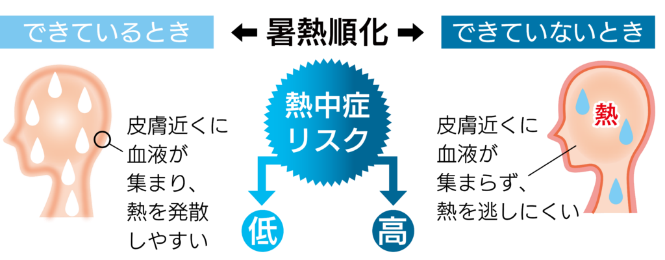 できているとき
暑熱順化
できていないとき
皮膚近くに
血液が
集まり、
熱を発散
しやすい
熱中症
リスク
低
高
熱
皮膚近くに
血液が
集まらず、
熱を逃しにくい